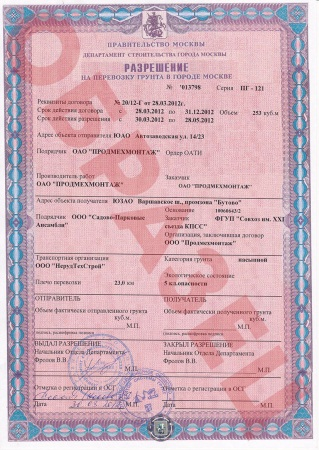 ПРАВИТЕЛЬСТВО МОСКВЫ
ДЕПАРТАМЕНТ СТРОИТЕЛЬСТВА ГОРОДА МОСКВЫ
РАЗРЕШЕНИЕ
НА ПЕРЕВОЗКУ ГРУНТА В ГОРОДЕ МОСКВЕ
№ '013798 Серия ПГ - 121
Реквизиты договора № 20/12-Г от 28.03.2012г.
Срок действия договора с 28.03.2012 по 31.12.2012 Объем 253 куб.м
Срок действия разрешения 30.03.2012 по 28.05.2012
Адрес объекта отправителя ЮАО Автозаводская ул. 14/23
Подрядчик ОАО "ПРОДМЕХМОНТАЖ" Ордер ОАТИ
Производитель работ Заказчик
ОАО "ПРОДМЕХМОНТАЖ" ОАО "ПРОДМЕХМОНТАЖ"
Адрес объекта получателя ЮЗАО Варшавское ш., промзона "Бутово"
Основание 10068643/2
Подрядчик ООО "Садово-Парковые Ансамбли" Заказчик ФГУП "Совхоз им. XXI съезда КПСС"
Организация, заключившая договор
ООО "Продмехмонтаж"
Транспортная организация Категория грунта насыпной
ООО "НерудТехСтрой"
Экологическое состояние
Плечо перевозки 23,0 км 5 кл.опасности
ОТПРАВИТЕЛЬ ПОЛУЧАТЕЛЬ
Объем фактически отправленного грунта Объем фактически полученного грунта
куб.м. куб.м.
М.П. М.П.
ВЫДАЛ РАЗРЕШЕНИЕ ЗАКРЫЛ РАЗРЕШЕНИЕ
Начальник Отдела Департамента Начальник Отдела Департамента
Фролов В.В. Фролов В.В.
М.П.
Отметка о регистрации в ОСГ Отметка о регистрации в ОСГ
Дата М.П. Дата М.П.